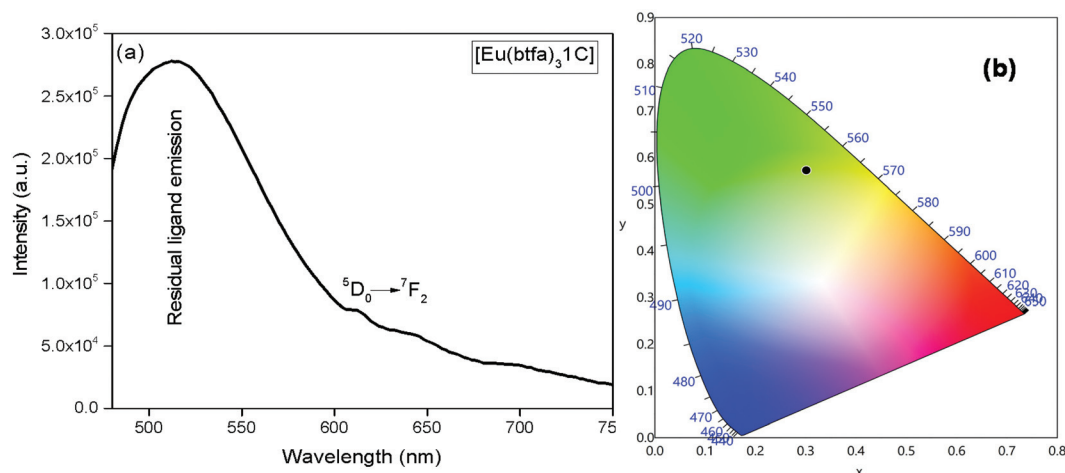 (a)
[Eu(btfa)₃1C]
3.0x10⁵
2.5x10⁵
2.0x10⁵
1.5x10⁵
1.0x10⁵
5.0x10⁴
0.0
Intensity (a.u.)
Residual ligand emission
⁵D₀→⁷F₂
500 550 600 650 700 75
Wavelength (nm)
(b)
0.9
0.8
0.7
0.6
0.5
0.4
0.3
0.2
0.1
0.0
y
0.0 0.1 0.2 0.3 0.4 0.5 0.6 0.7 0.8
x
520
530
540
550
560
570
580
590
600
610
620
630
510
500
490
480
470
460
440